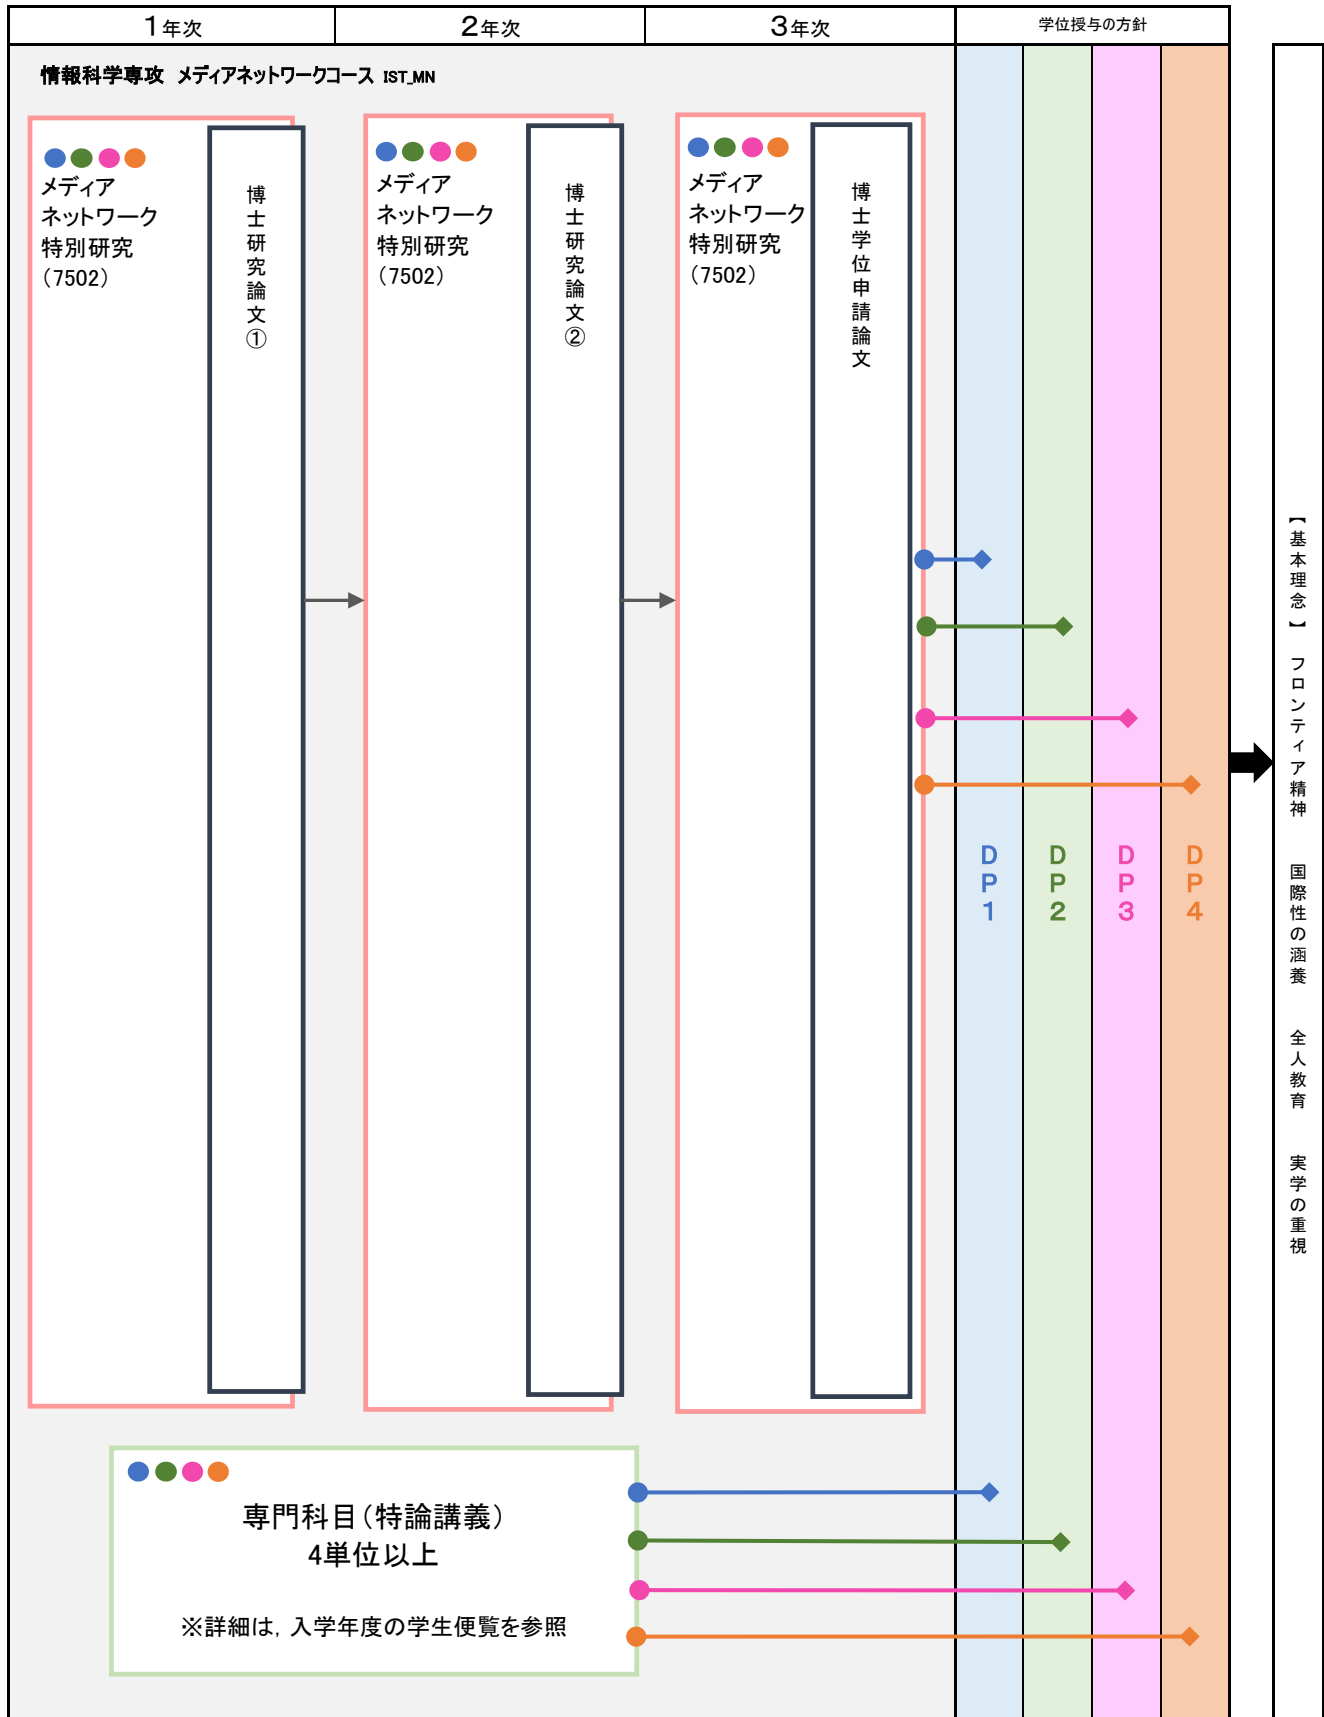 1年次
2年次
3年次
学位授与の方針
情報科学専攻 メディアネットワークコース IST_MN
メディア
ネットワーク
特別研究
(7502)
博士研究論文①
メディア
ネットワーク
特別研究
(7502)
博士研究論文②
メディア
ネットワーク
特別研究
(7502)
博士学位申請論文
DP1
DP2
DP3
DP4
【基本理念】 フロンティア精神 国際性の涵養 全人教育 実学の重視
専門科目(特論講義)
4単位以上
※詳細は,入学年度の学生便覧を参照